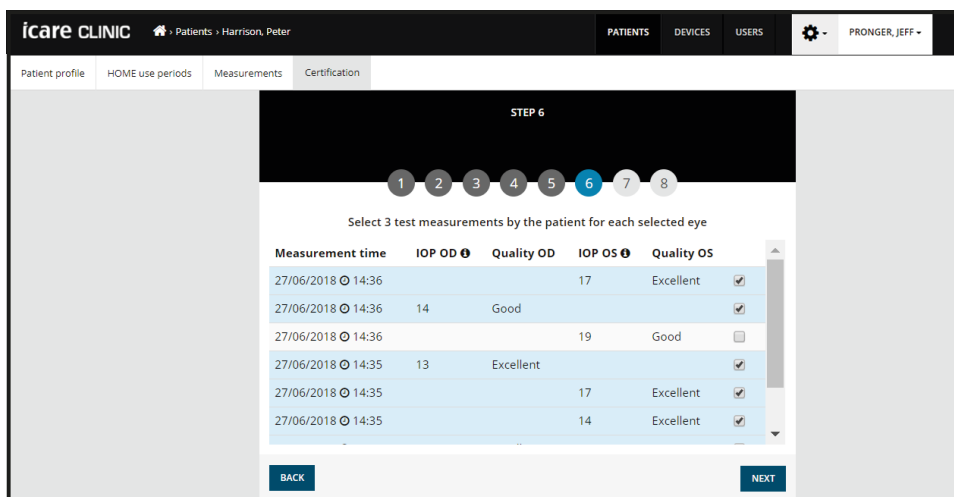 icare CLINIC › Patients › Harrison, Peter PATIENTS DEVICES USERS PRONGER, JEFF
Patient profile HOME use periods Measurements Certification
STEP 6
1 2 3 4 5 6 7 8
Select 3 test measurements by the patient for each selected eye
Measurement time IOP OD Quality OD IOP OS Quality OS
27/06/2018 14:36 17 Excellent
27/06/2018 14:36 14 Good
27/06/2018 14:36 19 Good
27/06/2018 14:35 13 Excellent
27/06/2018 14:35 17 Excellent
27/06/2018 14:35 14 Excellent
BACK NEXT